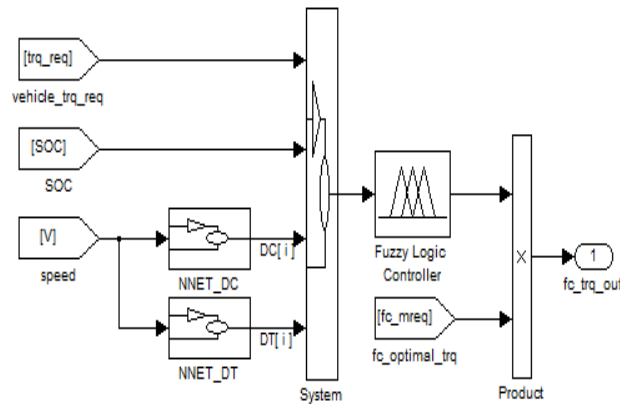 [trq_req]
vehicle_trq_req
[SOC]
SOC
[V]
speed
NNET_DC
DC[ i ]
NNET_DT
DT[ i ]
System
Fuzzy Logic
Controller
[fc_mreq]
fc_optimal_trq
X
Product
1
fc_trq_out